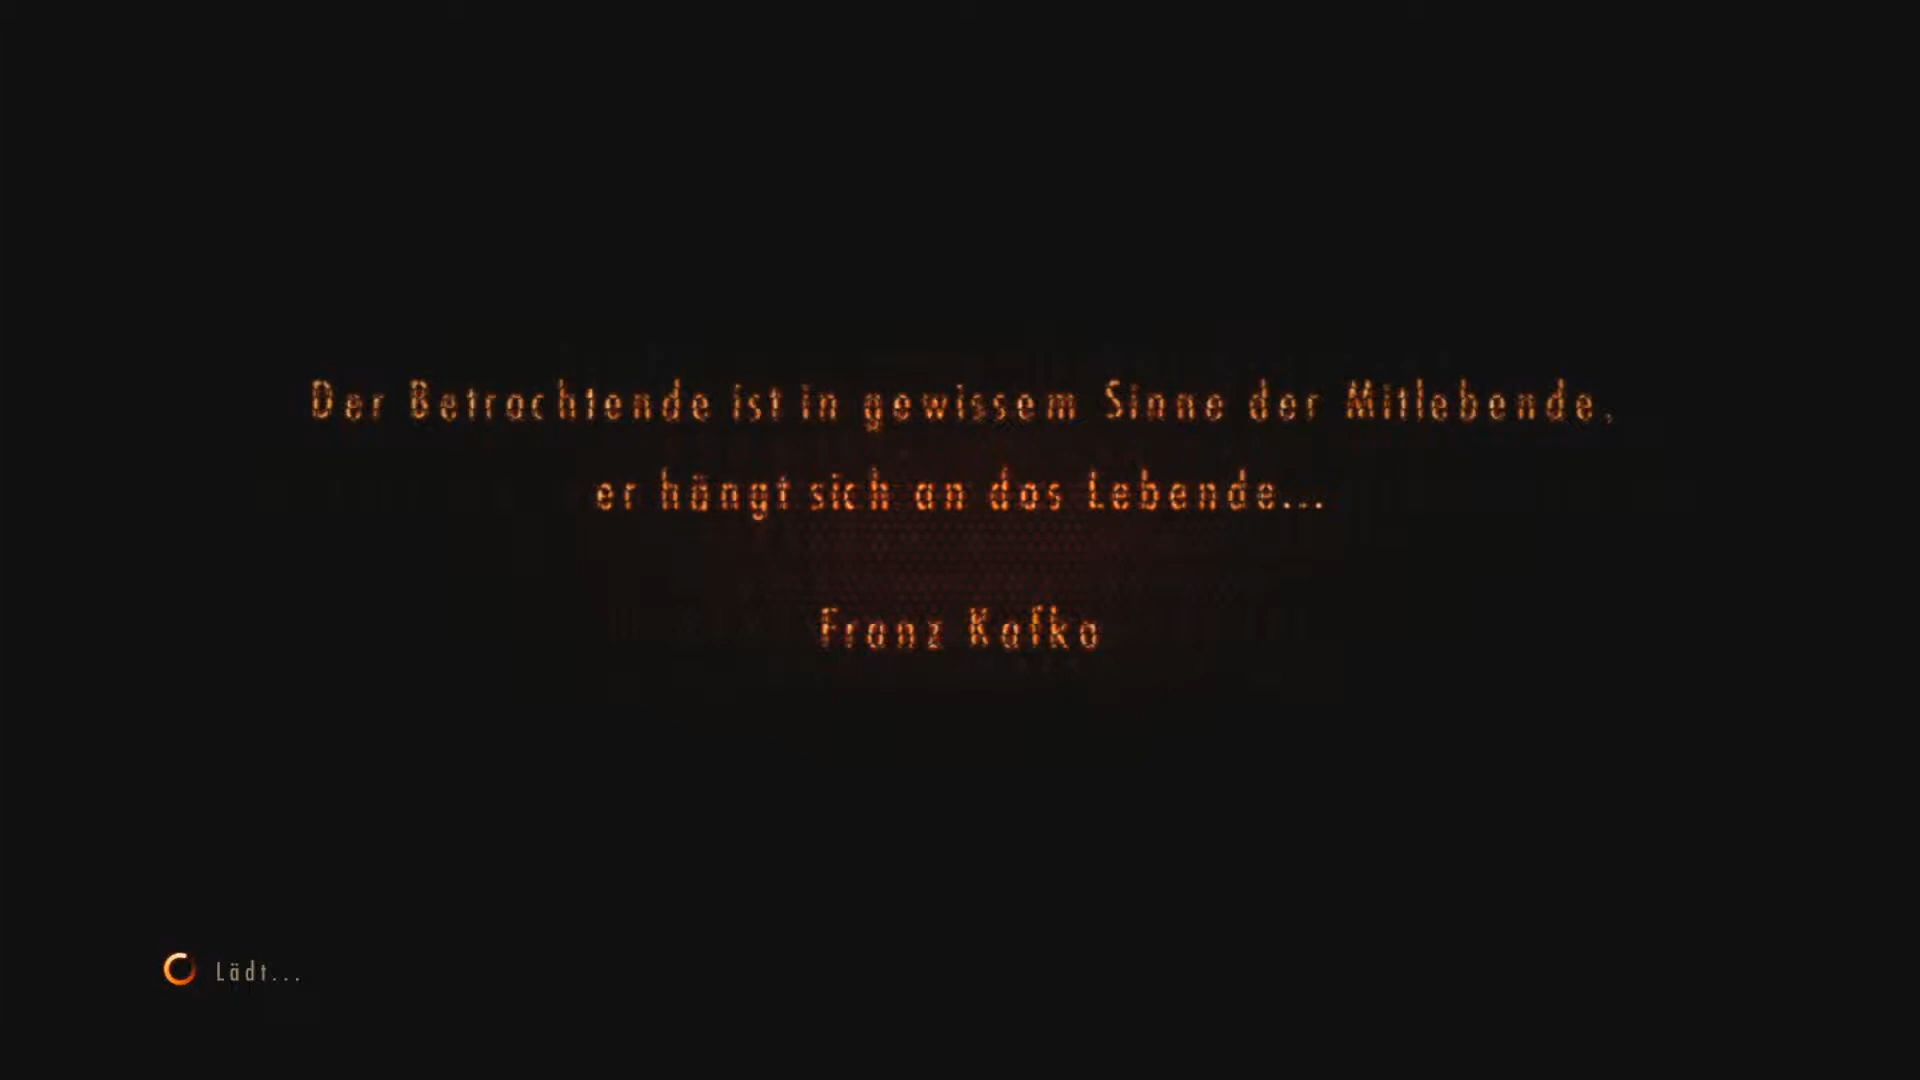 Der Betrachtende ist in gewissem Sinne der Mitlebende,
er hängt sich an das Lebende...
Franz Kafka
Lädt...